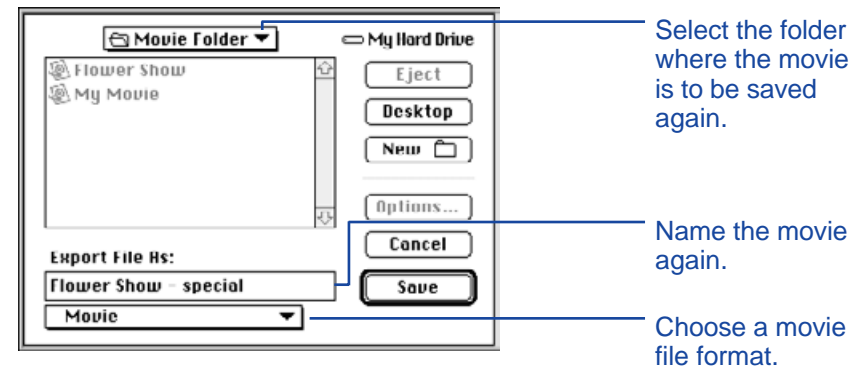 Movie Folder
My Hard Drive
Flower Show
My Movie
Eject
Desktop
New
Options...
Cancel
Save
Export File As:
Flower Show - special
Movie
Select the folder
where the movie
is to be saved
again.
Name the movie
again.
Choose a movie
file format.